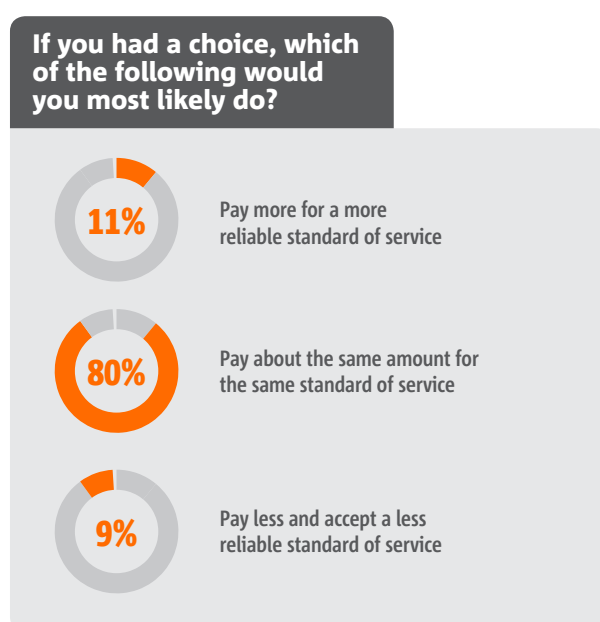 If you had a choice, which
of the following would
you most likely do?
11%
Pay more for a more
reliable standard of service
80%
Pay about the same amount for
the same standard of service
9%
Pay less and accept a less
reliable standard of service